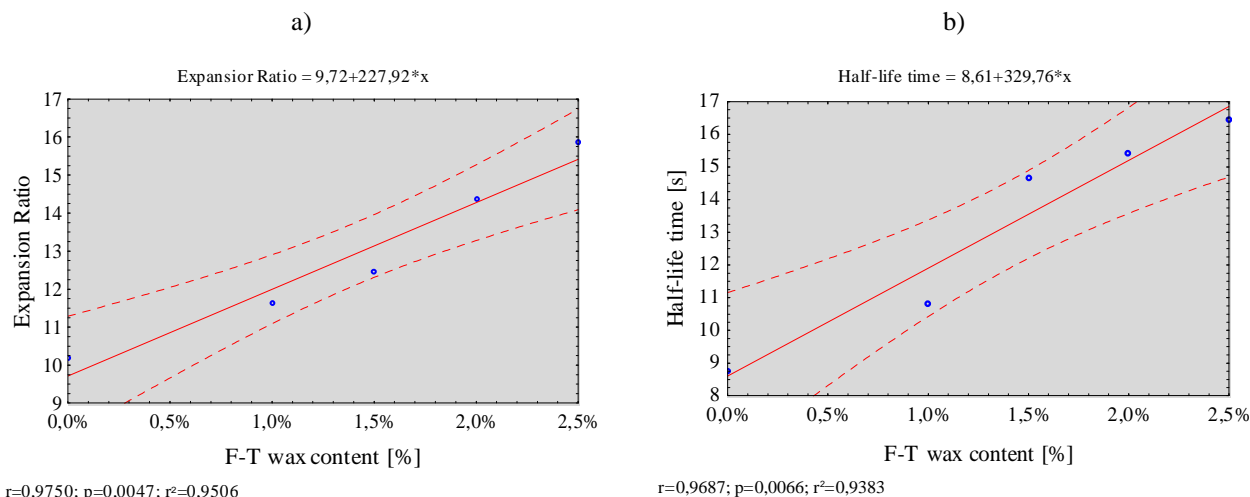 a)
Expansior Ratio = 9,72+227,92*x
17
16
15
14
13
12
11
10
9
Expansion Ratio
0,0% 0,5% 1,0% 1,5% 2,0% 2,5%
F-T wax content [%]
r=0,9750; p=0,0047; r²=0,9506
b)
Half-life time = 8,61+329,76*x
17
16
15
14
13
12
11
10
9
8
Half-life time [s]
0,0% 0,5% 1,0% 1,5% 2,0% 2,5%
F-T wax content [%]
r=0,9687; p=0,0066; r²=0,9383